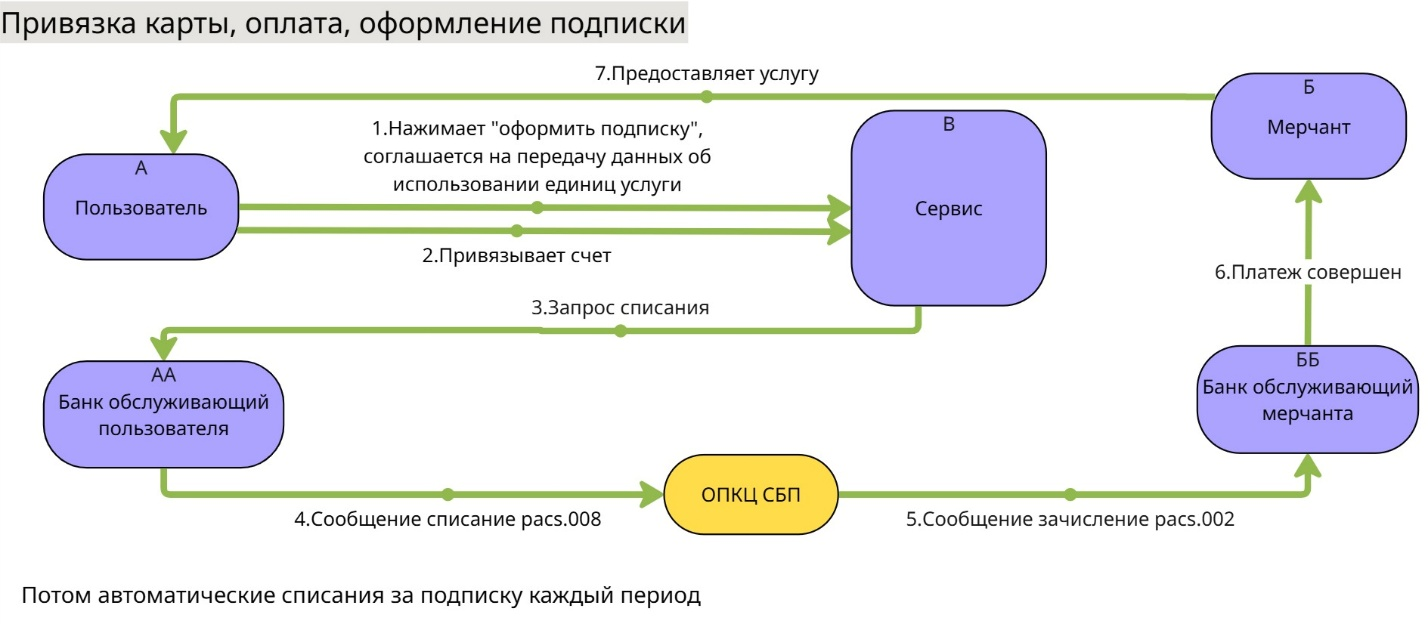 Привязка карты, оплата, оформление подписки
7.Предоставляет услугу
Б
Мерчант
1.Нажимает "оформить подписку",
соглашается на передачу данных об
использовании единиц услуги
В
Сервис
А
Пользователь
2.Привязывает счет
6.Платеж совершен
3.Запрос списания
АА
Банк обслуживающий
пользователя
ББ
Банк обслуживающий
мерчанта
ОПКЦ СБП
4.Сообщение списание pacs.008
5.Сообщение зачисление pacs.002
Потом автоматические списания за подписку каждый период